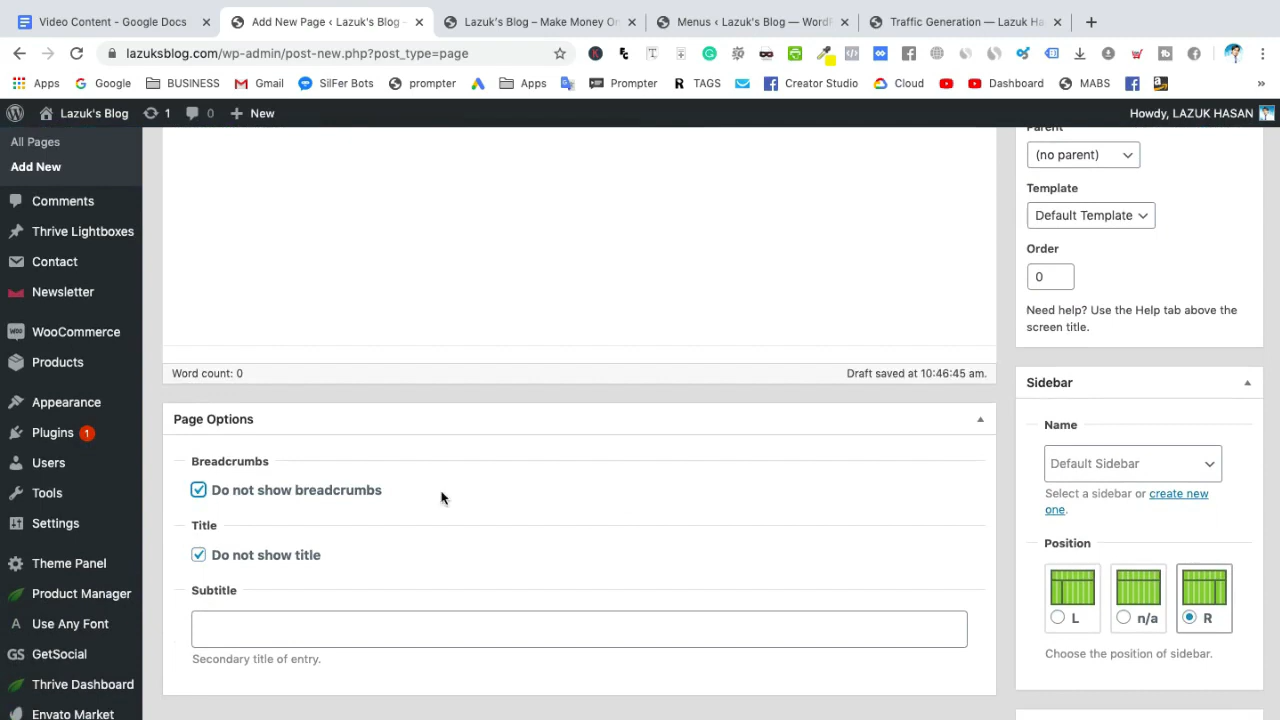 Video Content - Google Docs
Add New Page ‹ Lazuk's Blog –
Lazuk's Blog – Make Money On
Menus ‹ Lazuk's Blog — WordP
Traffic Generation — Lazuk Ha
lazuksblog.com/wp-admin/post-new.php?post_type=page
Apps
Google
BUSINESS
Gmail
SilFer Bots
prompter
Apps
Prompter
TAGS
Creator Studio
Cloud
Dashboard
MABS
Lazuk's Blog
1
0
New
Howdy, LAZUK HASAN
All Pages
Add New
Comments
Thrive Lightboxes
Contact
Newsletter
WooCommerce
Products
Appearance
Plugins 1
Users
Tools
Settings
Theme Panel
Product Manager
Use Any Font
GetSocial
Thrive Dashboard
Envato Market
Word count: 0
Draft saved at 10:46:45 am.
Page Options
Breadcrumbs
Do not show breadcrumbs
Title
Do not show title
Subtitle
Secondary title of entry.
Parent
(no parent)
Template
Default Template
Order
0
Need help? Use the Help tab above the
screen title.
Sidebar
Name
Default Sidebar
Select a sidebar or create new
one.
Position
L
n/a
R
Choose the position of sidebar.